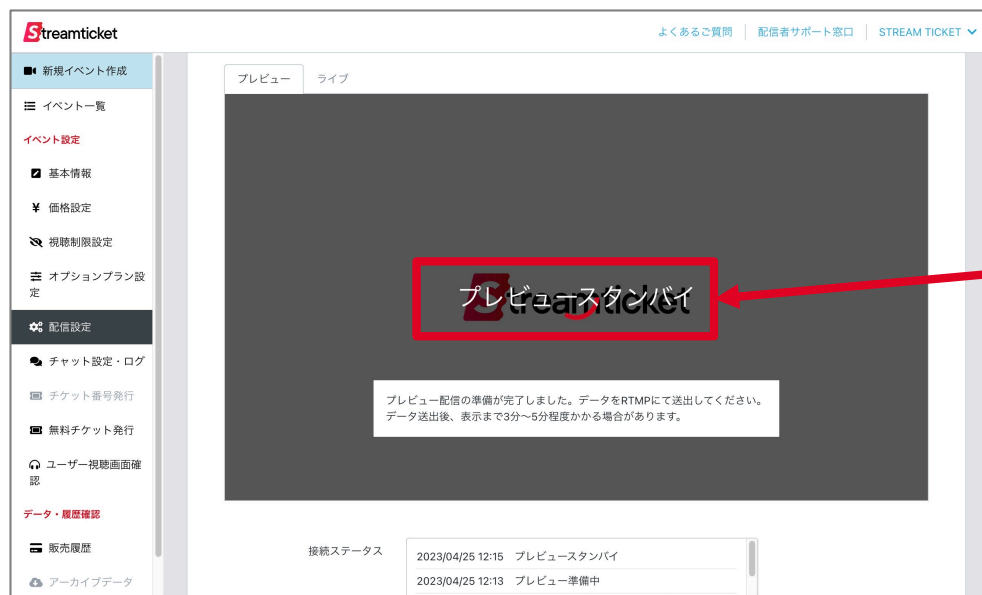 Streamticket
よくあるご質問
配信者サポート窓口
STREAM TICKET
新規イベント作成
イベント一覧
イベント設定
基本情報
¥ 価格設定
視聴制限設定
オプションプラン設
定
配信設定
チャット設定・ログ
チケット番号発行
無料チケット発行
ユーザー視聴画面確
認
データ・履歴確認
販売履歴
アーカイブデータ
プレビュー
ライブ
Streamticket
プレビュースタンバイ
プレビュー配信の準備が完了しました。データをRTMPにて送出してください。
データ送出後、表示まで3分〜5分程度かかる場合があります。
接続ステータス
2023/04/25 12:15 プレビュースタンバイ
2023/04/25 12:13 プレビュー準備中